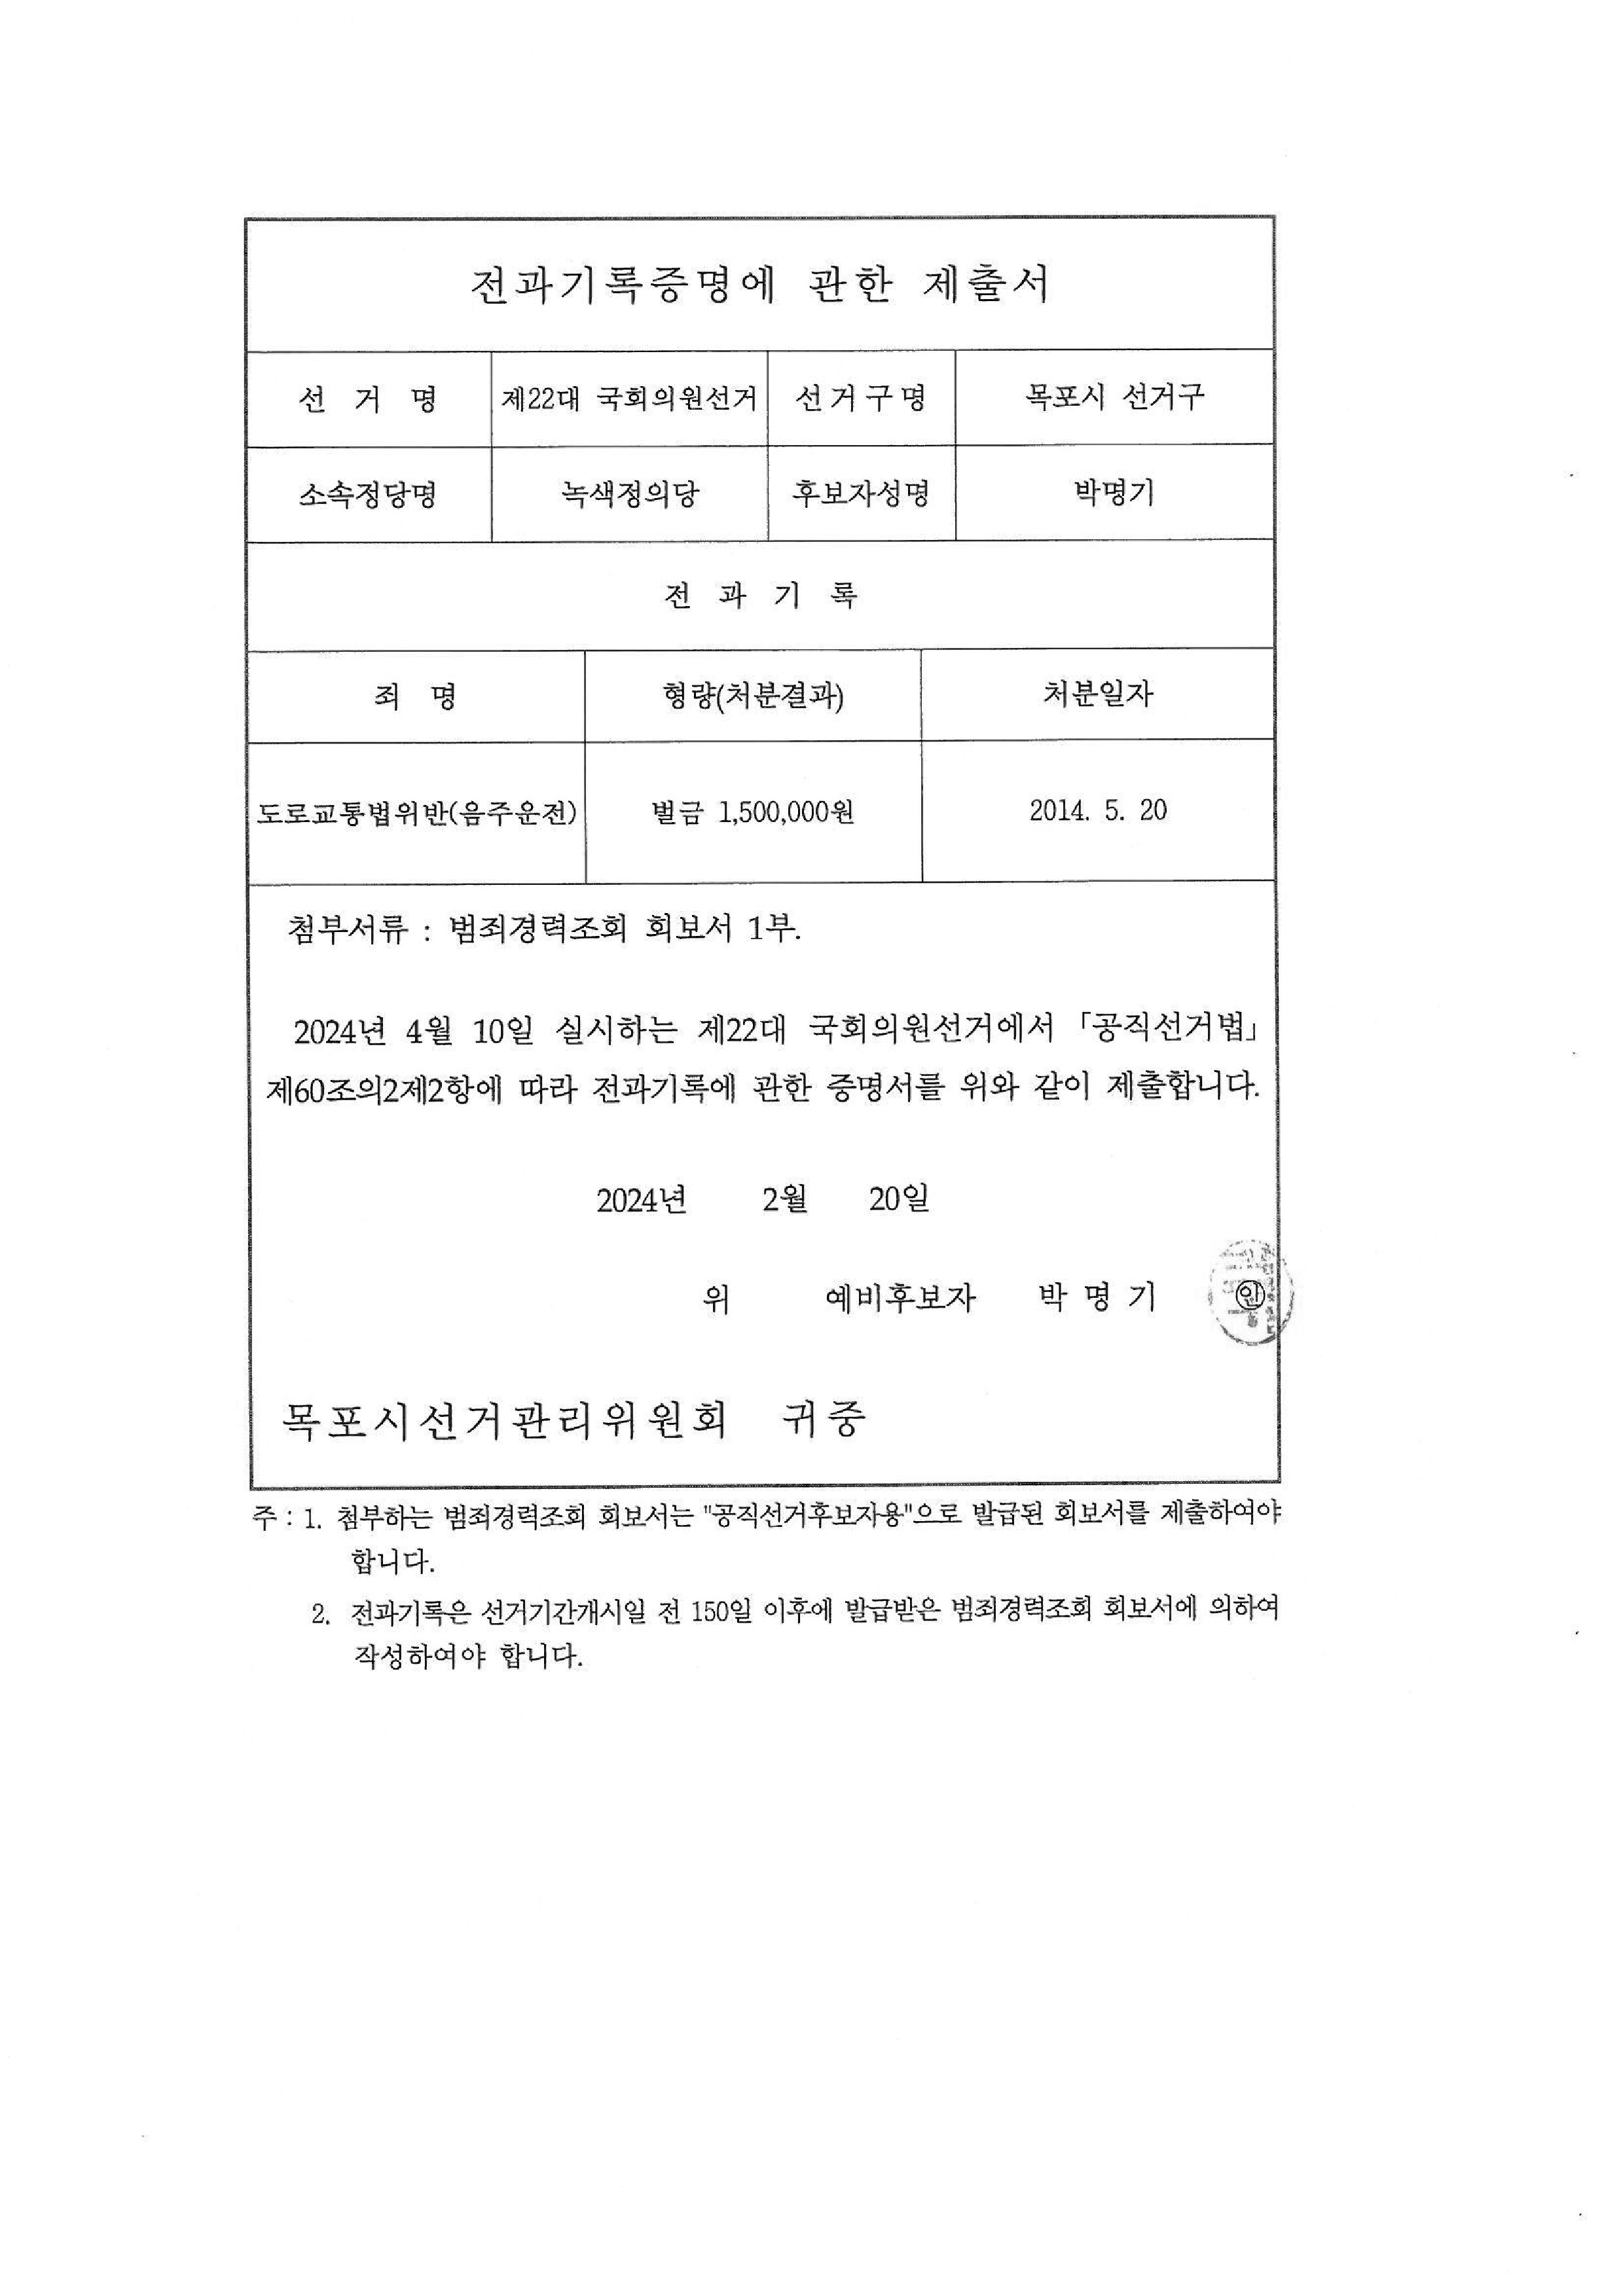 전과기록증명에 관한 제출서
선 거 명 제22대 국회의원선거 선거구명 목포시 선거구
소속정당명 녹색정의당 후보자성명 박명기
전 과 기 록
죄 명 형량(처분결과) 처분일자
도로교통법위반(음주운전) 벌금 1,500,000원 2014. 5. 20
첨부서류 : 범죄경력조회 회보서 1부.
2024년 4월 10일 실시하는 제22대 국회의원선거에서 「공직선거법」
제60조의2제2항에 따라 전과기록에 관한 증명서를 위와 같이 제출합니다.
2024년 2월 20일
위 예비후보자 박 명 기 ㊞
목포시선거관리위원회 귀중
주 : 1. 첨부하는 범죄경력조회 회보서는 "공직선거후보자용"으로 발급된 회보서를 제출하여야
합니다.
2. 전과기록은 선거기간개시일 전 150일 이후에 발급받은 범죄경력조회 회보서에 의하여
작성하여야 합니다.